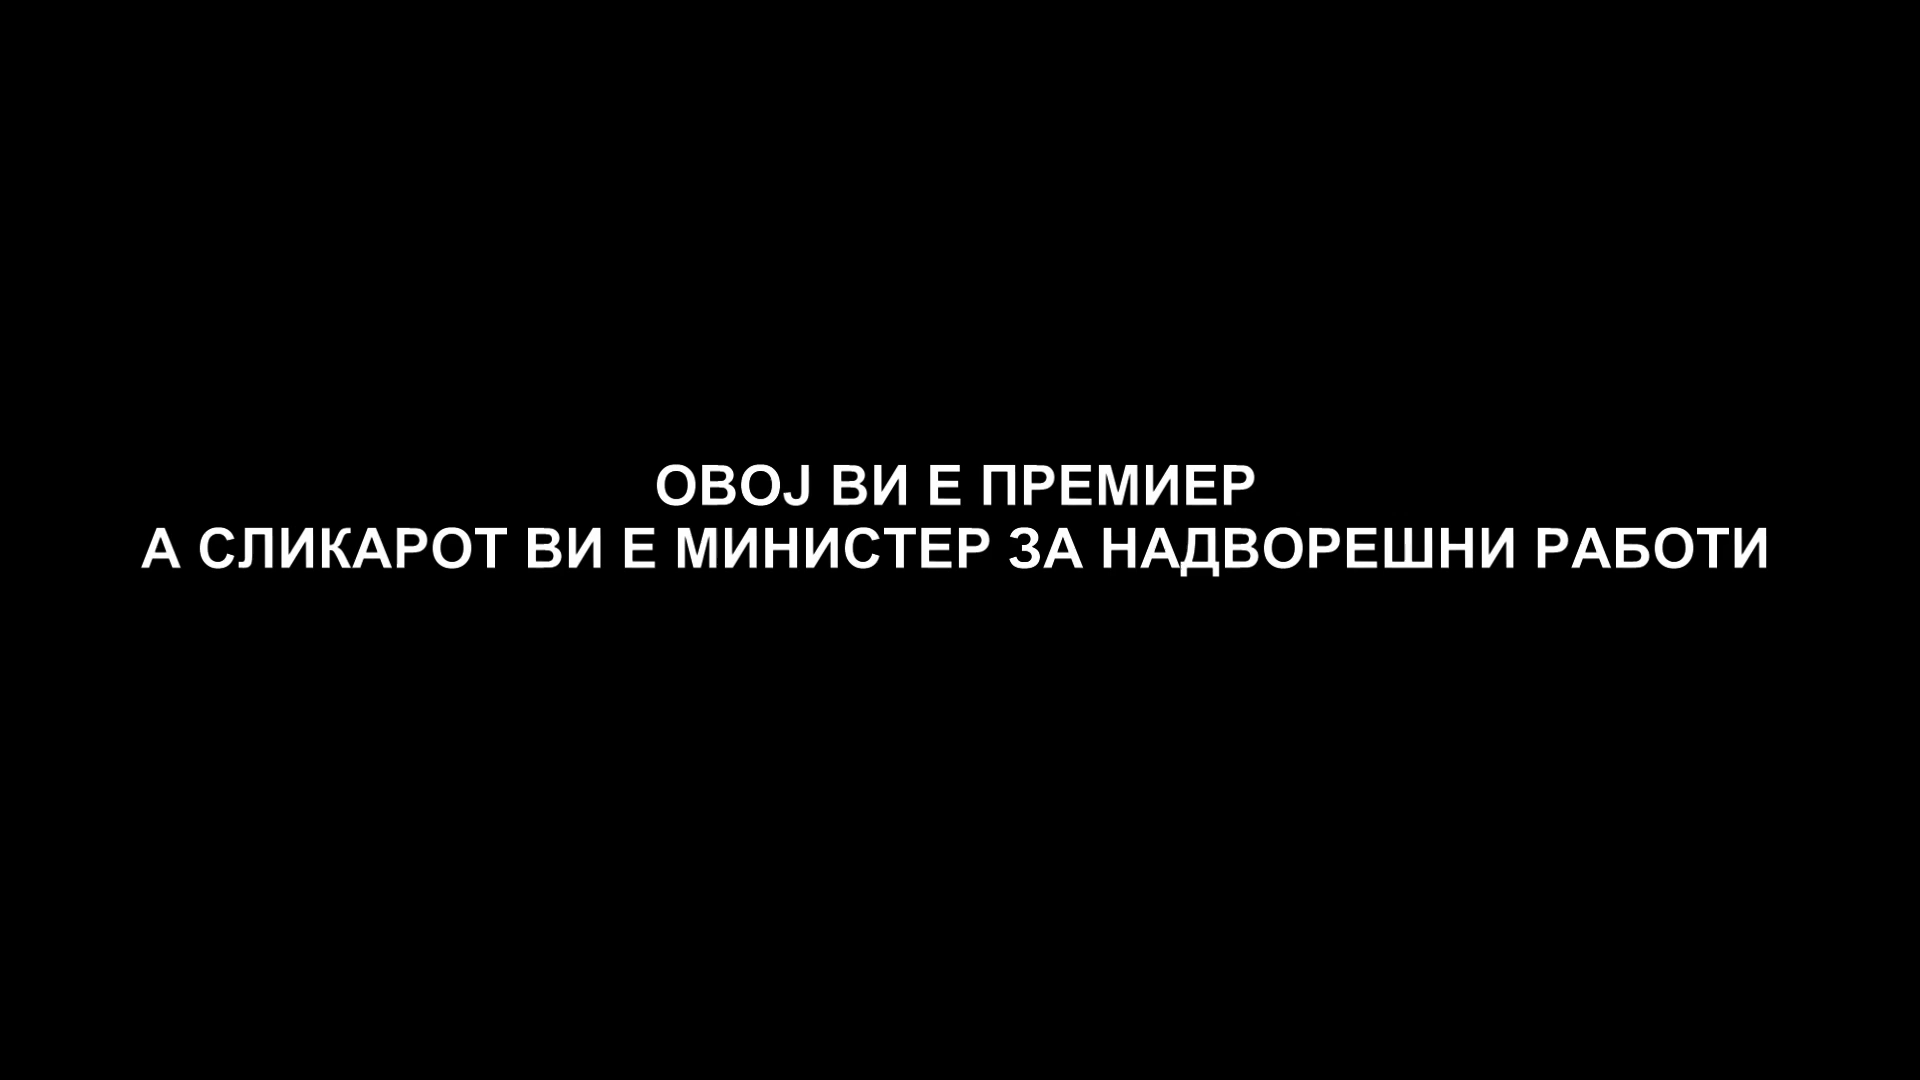 ОВОЈ ВИ Е ПРЕМИЕР
А СЛИКАРОТ ВИ Е МИНИСТЕР ЗА НАДВОРЕШНИ РАБОТИ